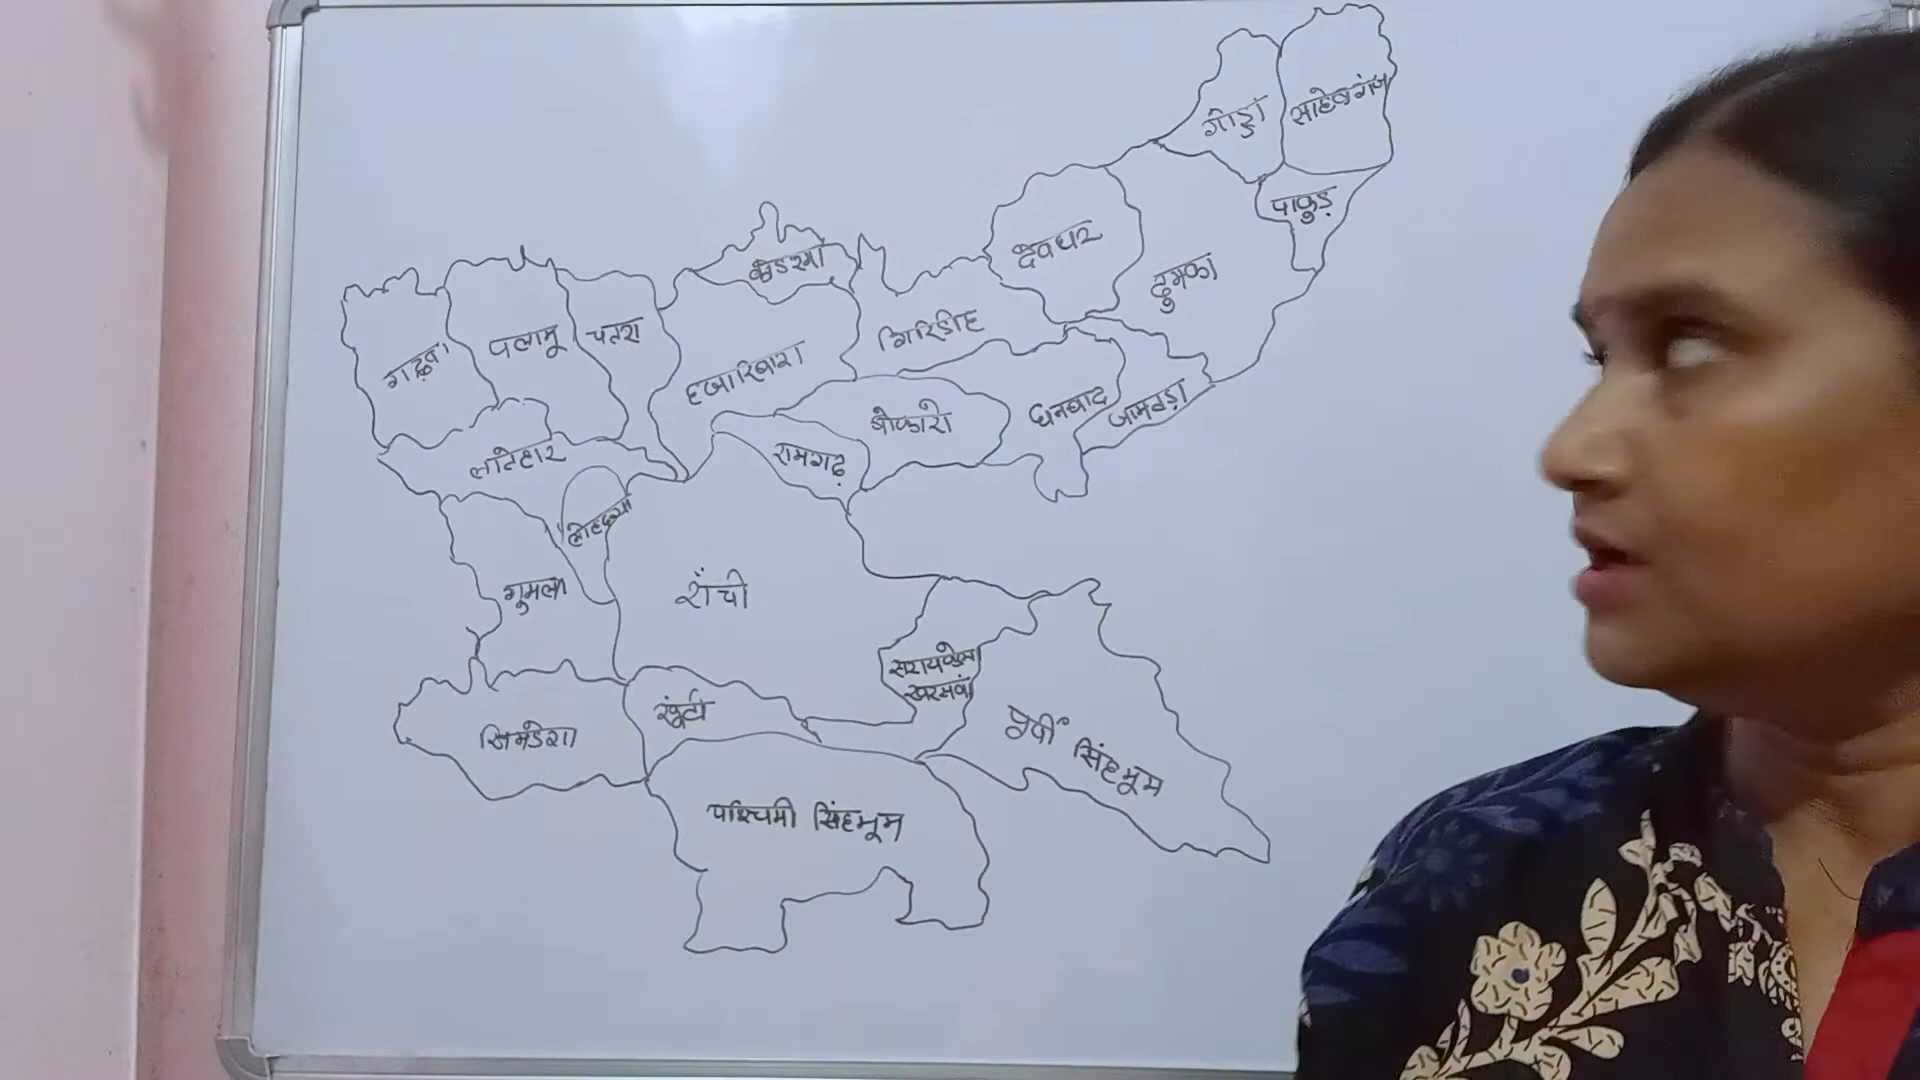 साहेबगंज
गोड्डा
पाकुड़
देवघर
दुमका
कोडरमा
गिरिडीह
चतरा
पलामू
गढ़वा
हजारिबाग
धनबाद
जामताड़ा
बोकारो
रामगढ़
लातेहार
लोहरदगा
गुमला
राँची
सरायकेला
खरसवां
खूंटी
सिमडेगा
पूर्वी सिंहभूम
पश्चिमी सिंहभूम